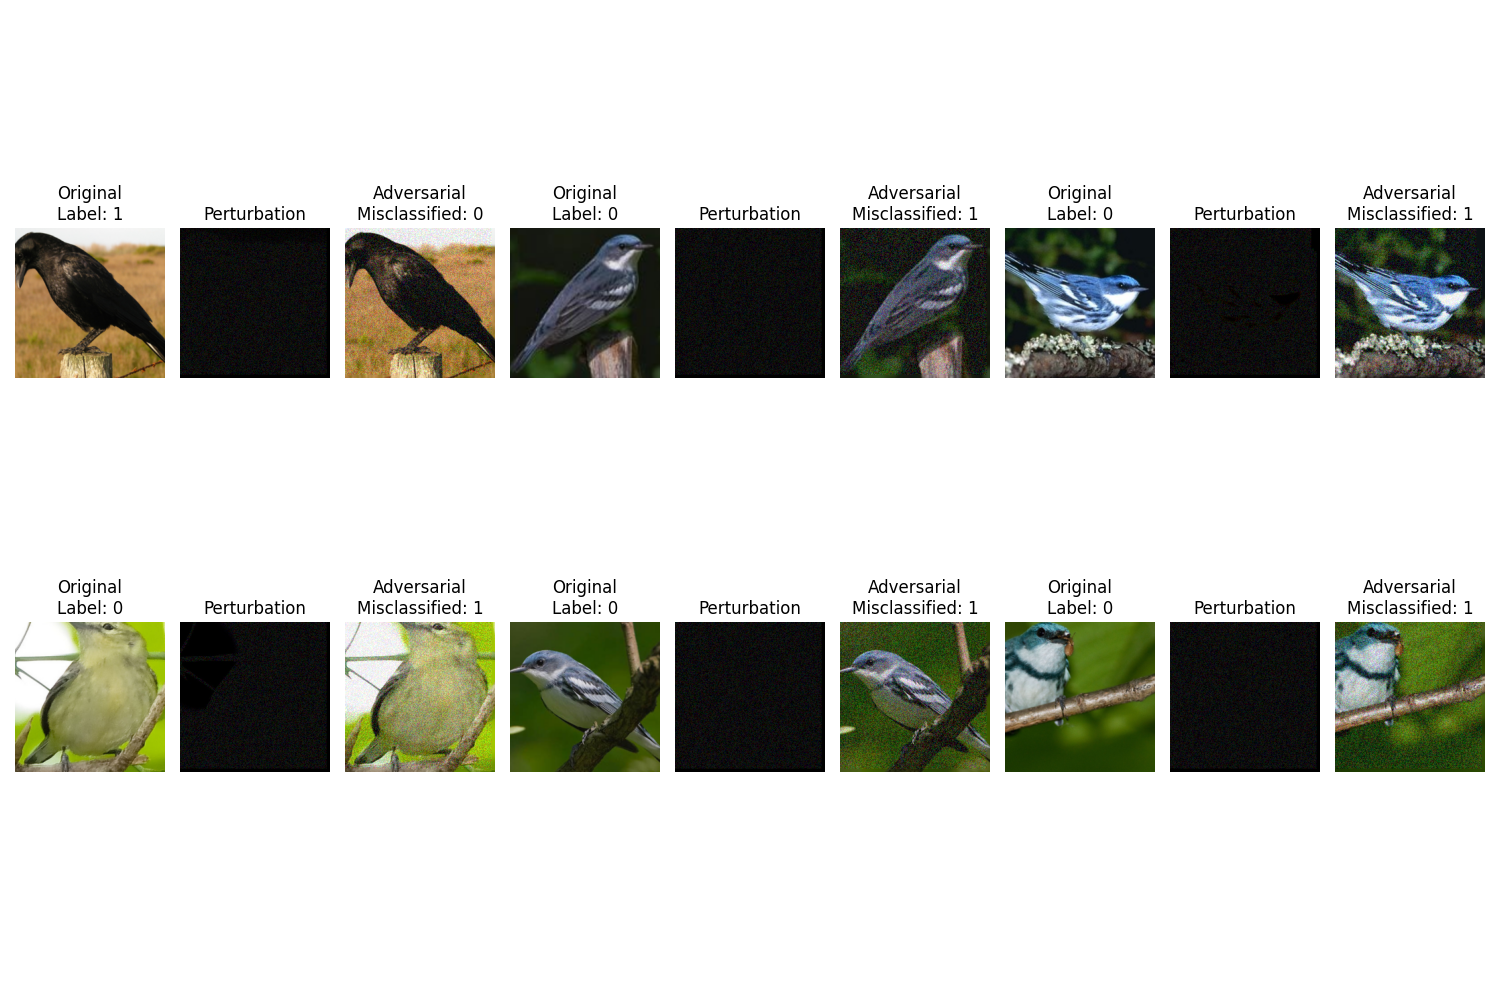 Original
Label: 1
Perturbation
Adversarial
Misclassified: 0
Original
Label: 0
Perturbation
Adversarial
Misclassified: 1
Original
Label: 0
Perturbation
Adversarial
Misclassified: 1
Original
Label: 0
Perturbation
Adversarial
Misclassified: 1
Original
Label: 0
Perturbation
Adversarial
Misclassified: 1
Original
Label: 0
Perturbation
Adversarial
Misclassified: 1